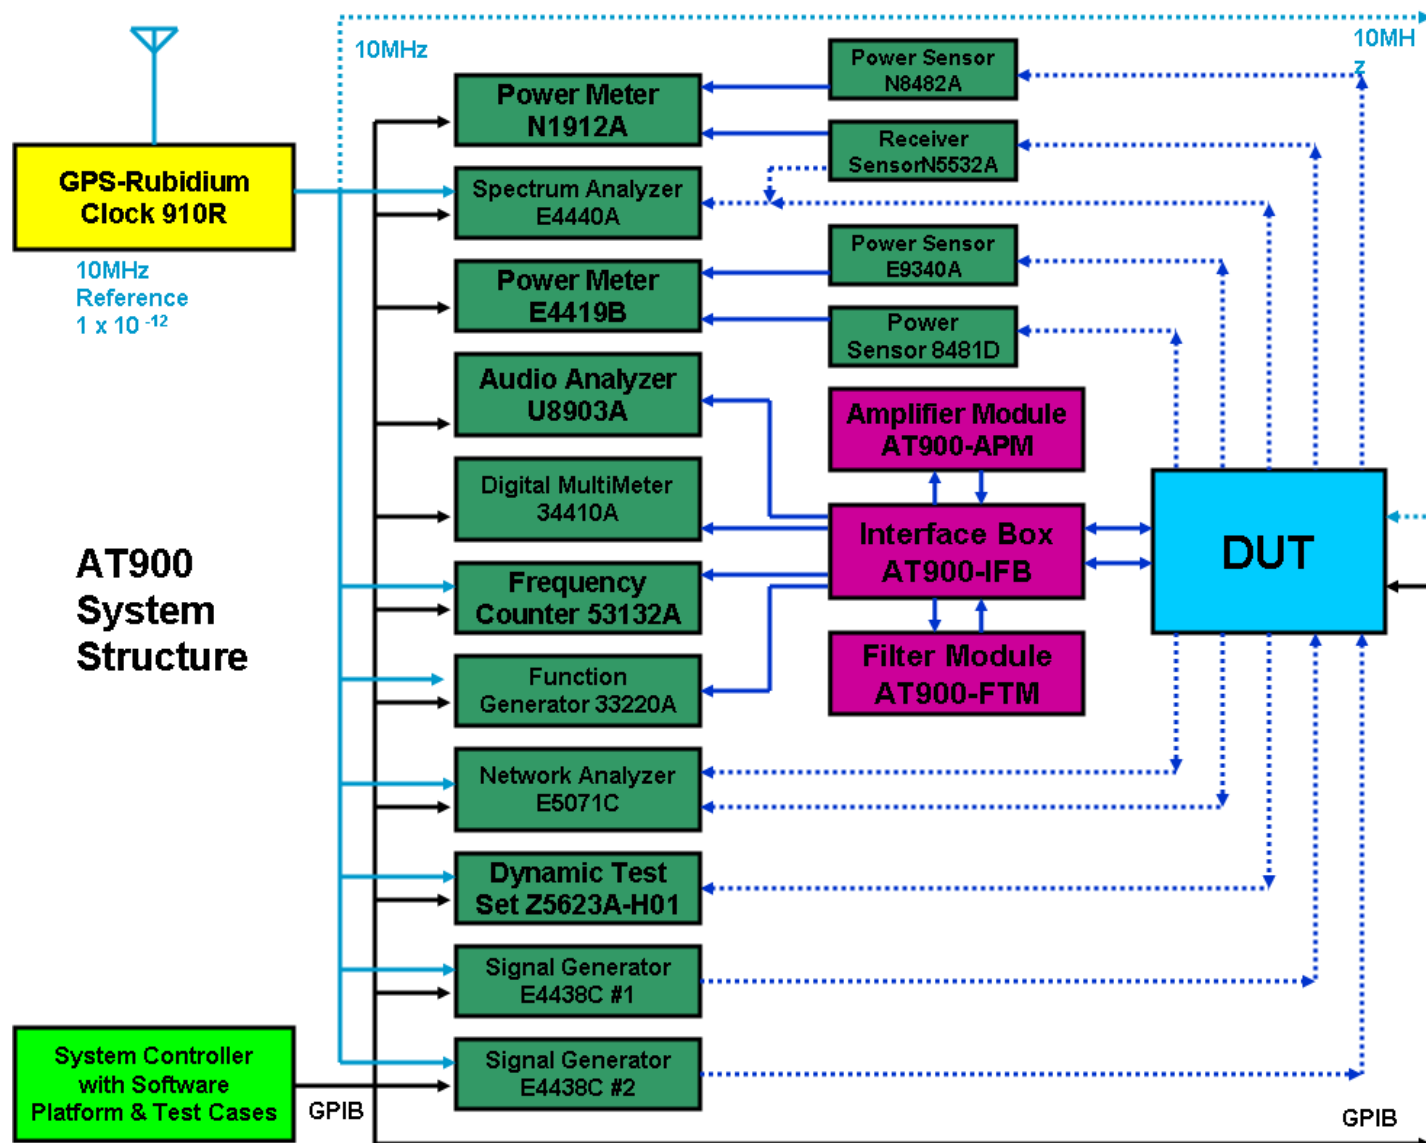 10MHz
10MH
z
Power Sensor
N8482A
Power Meter
N1912A
Receiver
SensorN5532A
GPS-Rubidium
Clock 910R
Spectrum Analyzer
E4440A
Power Sensor
E9340A
10MHz
Reference
1 x 10 -12
Power Meter
E4419B
Power
Sensor 8481D
Audio Analyzer
U8903A
Amplifier Module
AT900-APM
Digital MultiMeter
34410A
Interface Box
AT900-IFB
DUT
AT900
System
Structure
Frequency
Counter 53132A
Filter Module
AT900-FTM
Function
Generator 33220A
Network Analyzer
E5071C
Dynamic Test
Set Z5623A-H01
Signal Generator
E4438C #1
System Controller
with Software
Platform & Test Cases
Signal Generator
E4438C #2
GPIB
GPIB